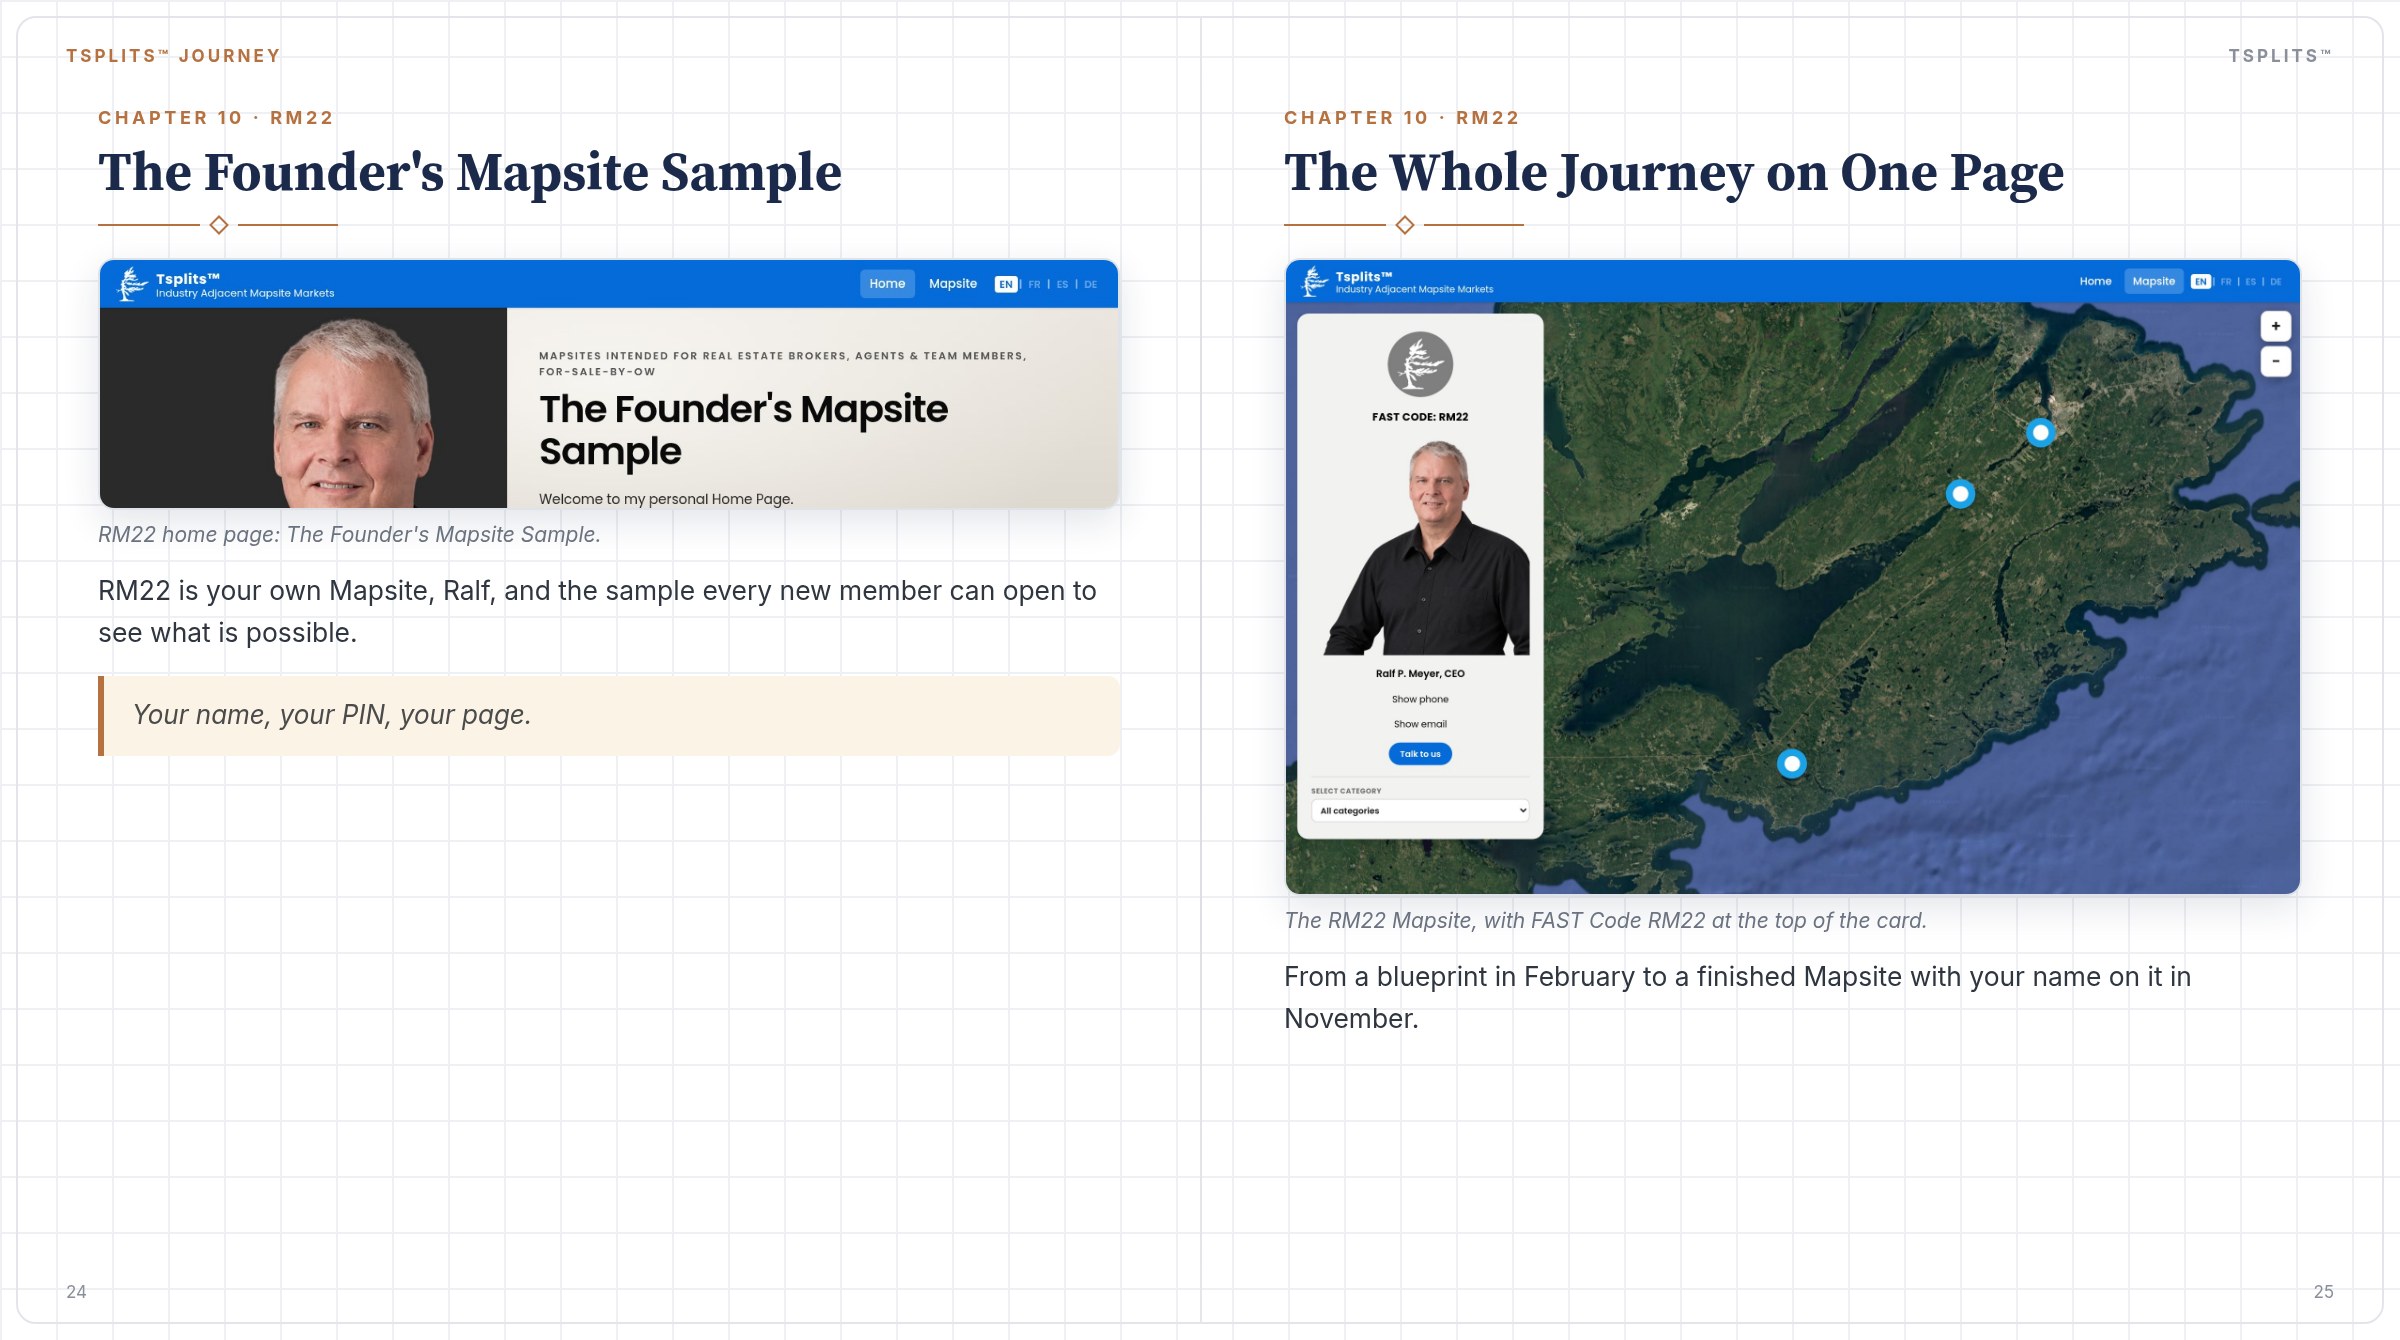 TSPLITS™ JOURNEY
CHAPTER 10 · RM22
The Founder's Mapsite Sample
Tsplits™
Industry Adjacent Mapsite Markets
Home
Mapsite
EN | FR | ES | DE
MAPSITES INTENDED FOR REAL ESTATE BROKERS, AGENTS & TEAM MEMBERS,
FOR-SALE-BY-OW
The Founder's Mapsite
Sample
Welcome to my personal Home Page.
RM22 home page: The Founder's Mapsite Sample.
RM22 is your own Mapsite, Ralf, and the sample every new member can open to
see what is possible.
Your name, your PIN, your page.
24
TSPLITS™
CHAPTER 10 · RM22
The Whole Journey on One Page
Tsplits™
Industry Adjacent Mapsite Markets
Home
Mapsite
EN | FR | ES | DE
+
-
FAST CODE: RM22
Ralf P. Meyer, CEO
Show phone
Show email
Talk to us
SELECT CATEGORY
All categories
The RM22 Mapsite, with FAST Code RM22 at the top of the card.
From a blueprint in February to a finished Mapsite with your name on it in
November.
25